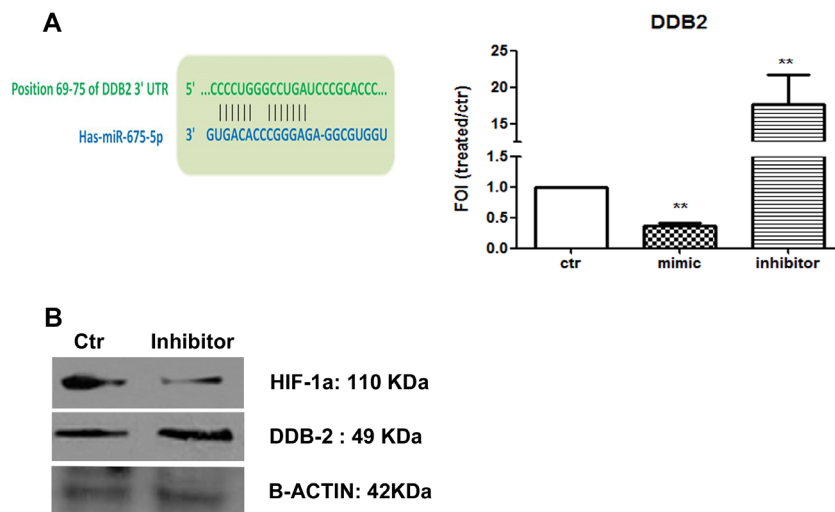 A
Position 69-75 of DDB2 3' UTR 5' ...CCCCUGGGCCUGAUCCCGCACCC...
Has-miR-675-5p 3' GUGACACCCGGGAGA-GGCGUGGU
DDB2
FOI (treated/ctr)
25
20
15
1.5
1.0
0.5
0.0
**
**
ctr mimic inhibitor
B
Ctr Inhibitor
HIF-1a: 110 KDa
DDB-2 : 49 KDa
B-ACTIN: 42KDa